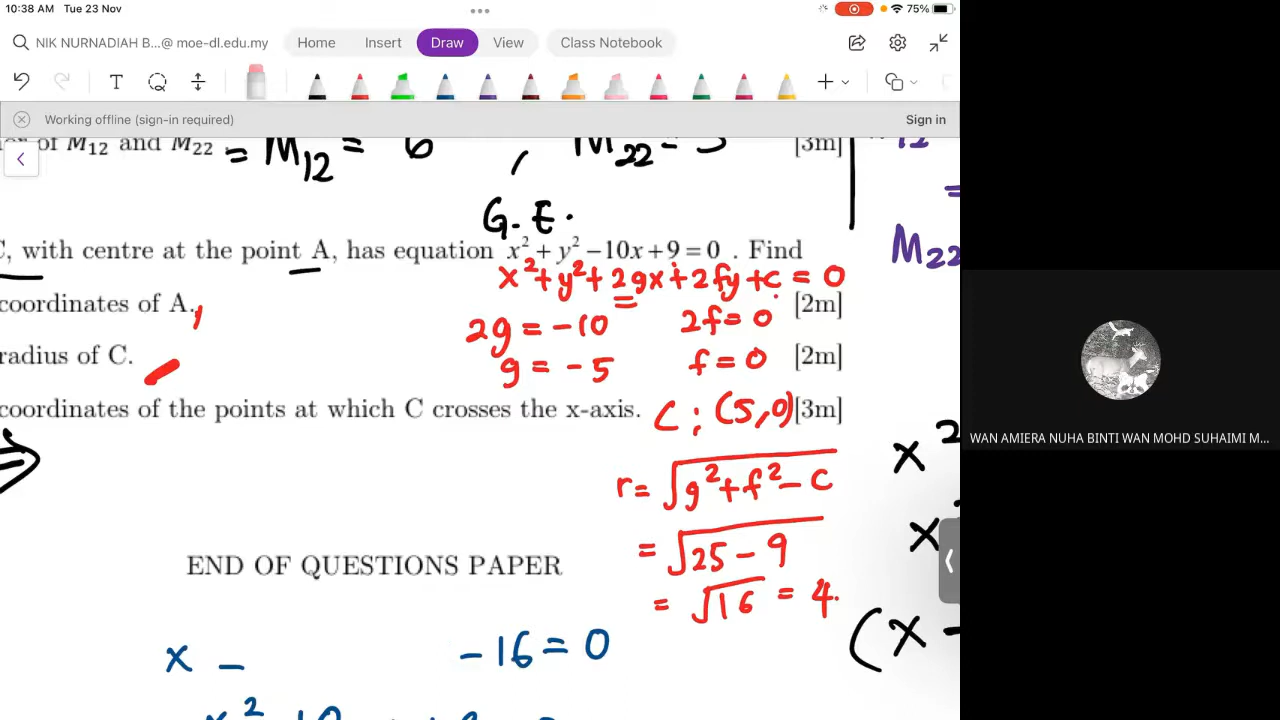 10:38 AM Tue 23 Nov
75%
NIK NURNADIAH B...@ moe-dl.edu.my
Home Insert Draw View Class Notebook
T
Working offline (sign-in required)
Sign in
of M12 and M22 = M12 = 6 , M22 = 5 [3m]
G.E.
C, with centre at the point A, has equation x² + y² − 10x + 9 = 0 . Find
x² + y² + 2gx + 2fy + c = 0
coordinates of A, [2m]
2g = -10 2f = 0
radius of C. [2m]
g = -5 f = 0
coordinates of the points at which C crosses the x-axis. [3m]
C : (5,0)
r = √g² + f² - c
= √25 - 9
= √16 = 4.
END OF QUESTIONS PAPER
x - -16 = 0
=
M22
x²
x
(x -
WAN AMIERA NUHA BINTI WAN MOHD SUHAIMI M...